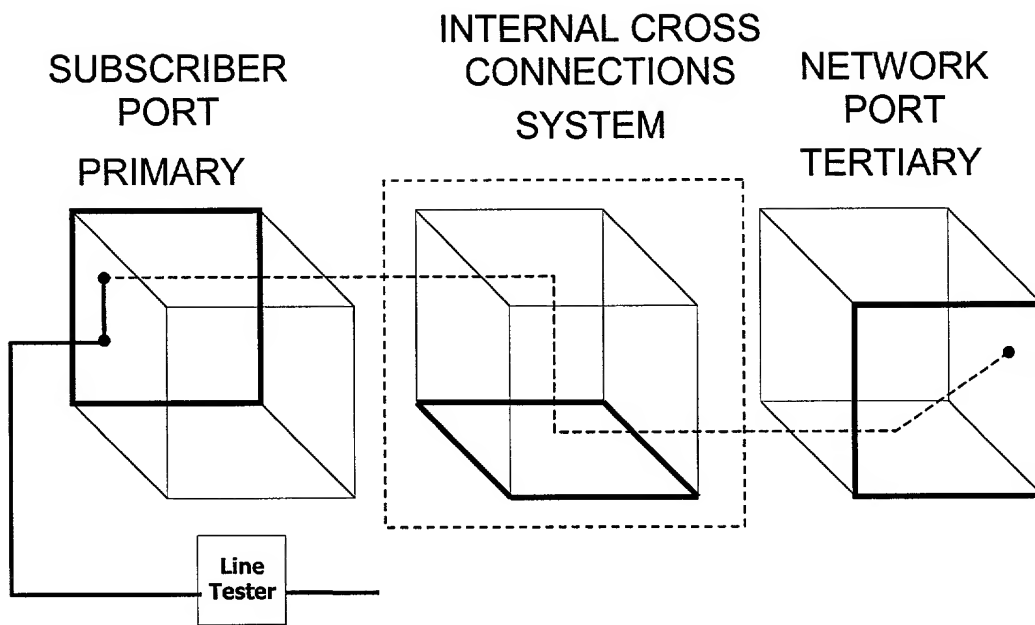 SUBSCRIBER
PORT
PRIMARY
INTERNAL CROSS
CONNECTIONS
SYSTEM
NETWORK
PORT
TERTIARY
Line
Tester